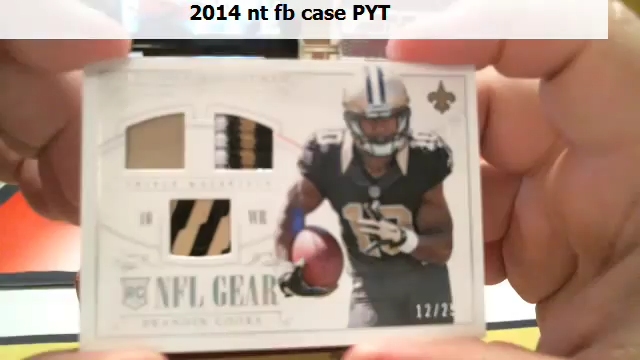 2014 nt fb case PYT
TRIPLE MATERIALS
10 WR
RC NFL GEAR
BRANDIN COOKS
12/25